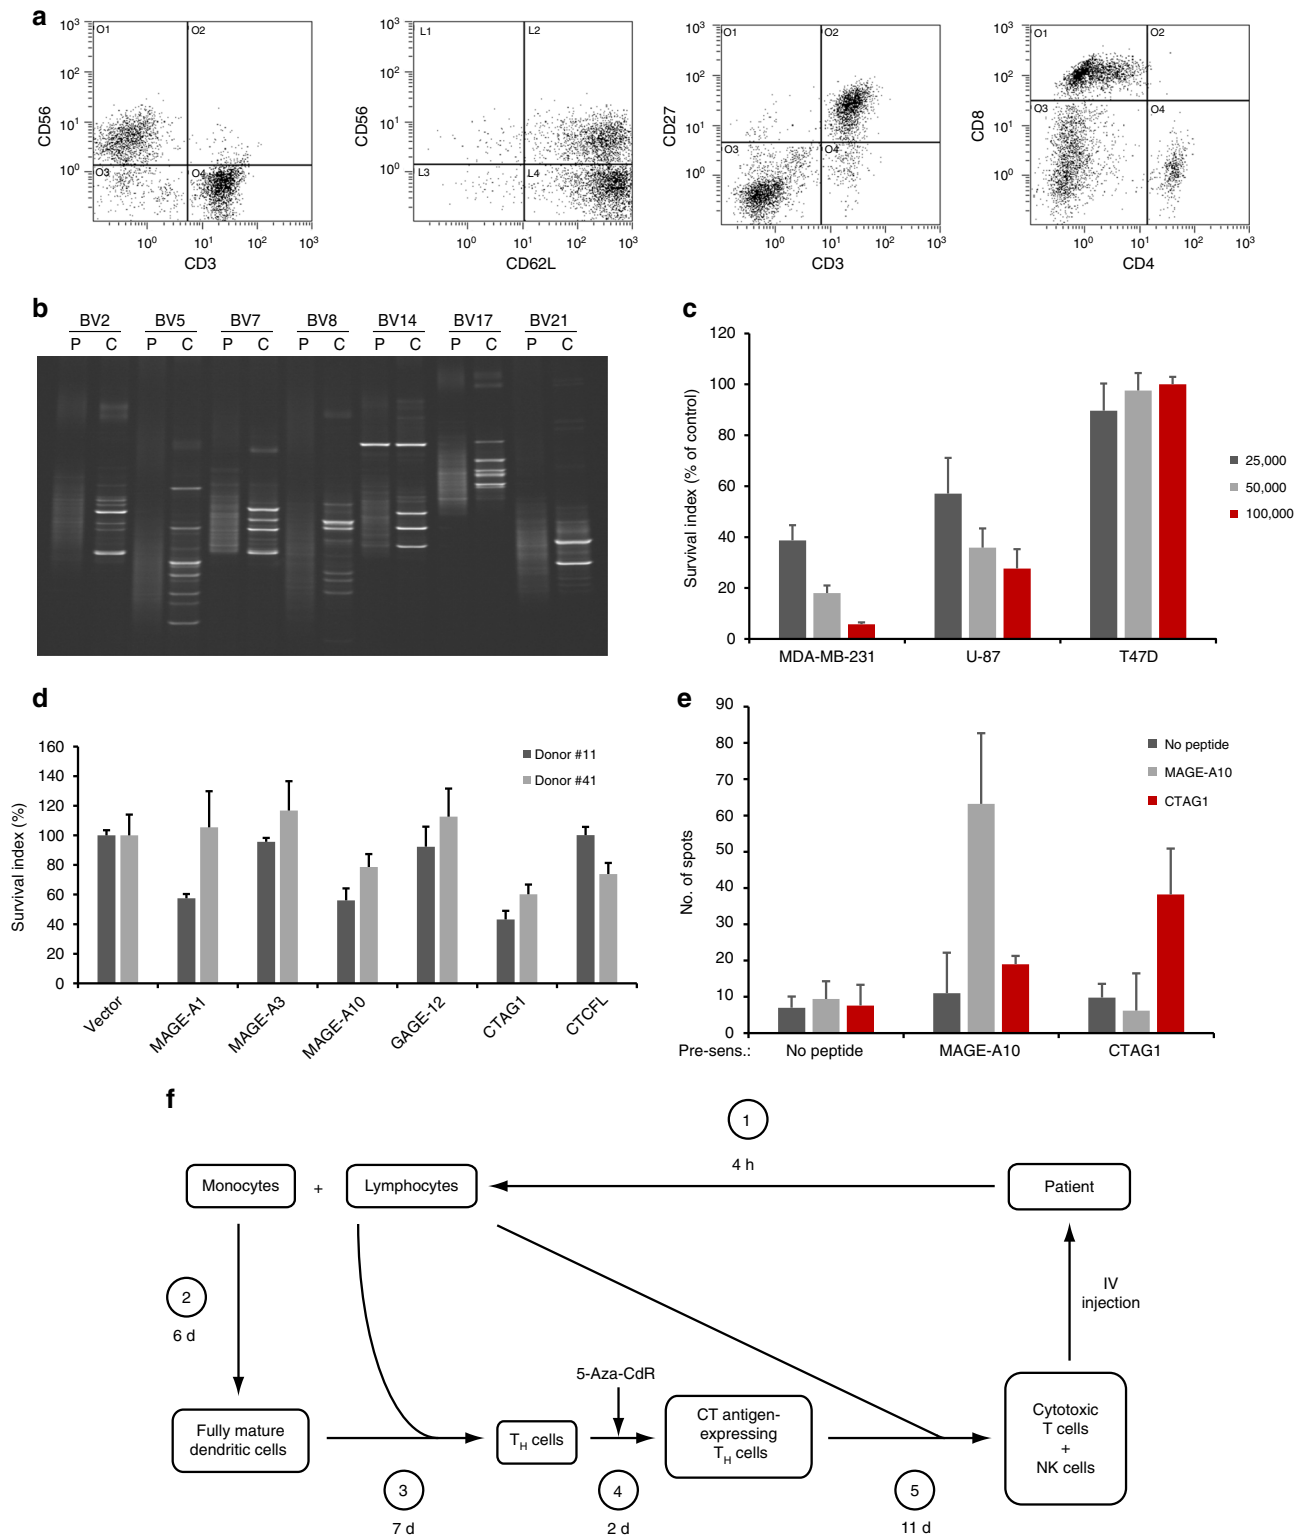 a
10³
10²
10¹
10⁰
CD56
O1
O2
O3
O4
10⁰
10¹
10²
10³
CD3
10³
10²
10¹
10⁰
CD56
L1
L2
L3
L4
10⁰
10¹
10²
10³
CD62L
10³
10²
10¹
10⁰
CD27
O1
O2
O3
O4
10⁰
10¹
10²
10³
CD3
10³
10²
10¹
10⁰
CD8
O1
O2
O3
O4
10⁰
10¹
10²
10³
CD4
b
BV2 BV5 BV7 BV8 BV14 BV17 BV21
P C P C P C P C P C P C P C
c
120
100
80
60
40
20
0
Survival index (% of control)
MDA-MB-231 U-87 T47D
25,000
50,000
100,000
d
160
140
120
100
80
60
40
20
0
Survival index (%)
Donor #11
Donor #41
Vector
MAGE-A1
MAGE-A3
MAGE-A10
GAGE-12
CTAG1
CTCFL
e
90
80
70
60
50
40
30
20
10
0
No. of spots
No peptide
MAGE-A10
CTAG1
Pre-sens.: No peptide MAGE-A10 CTAG1
f
1
4 h
Monocytes + Lymphocytes
Patient
2
6 d
IV
injection
5-Aza-CdR
Fully mature
dendritic cells
T_H cells
CT antigen-
expressing
T_H cells
Cytotoxic
T cells
+
NK cells
3
7 d
4
2 d
5
11 d